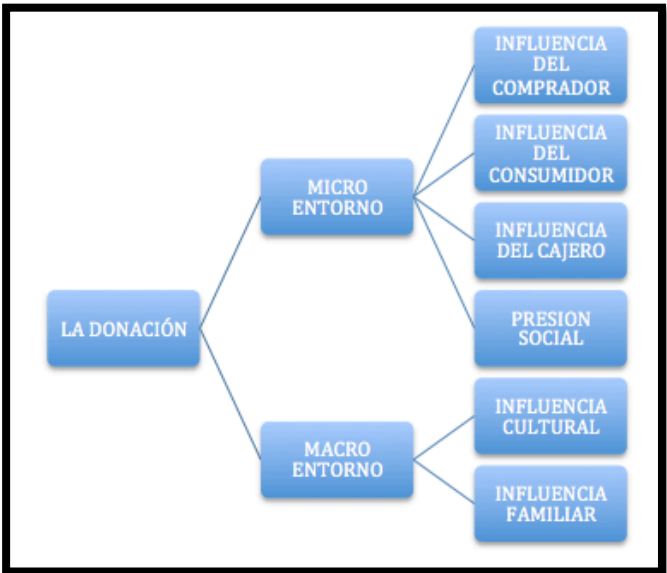 LA DONACIÓN
MICRO
ENTORNO
INFLUENCIA
DEL
COMPRADOR
INFLUENCIA
DEL
CONSUMIDOR
INFLUENCIA
DEL CAJERO
PRESION
SOCIAL
MACRO
ENTORNO
INFLUENCIA
CULTURAL
INFLUENCIA
FAMILIAR